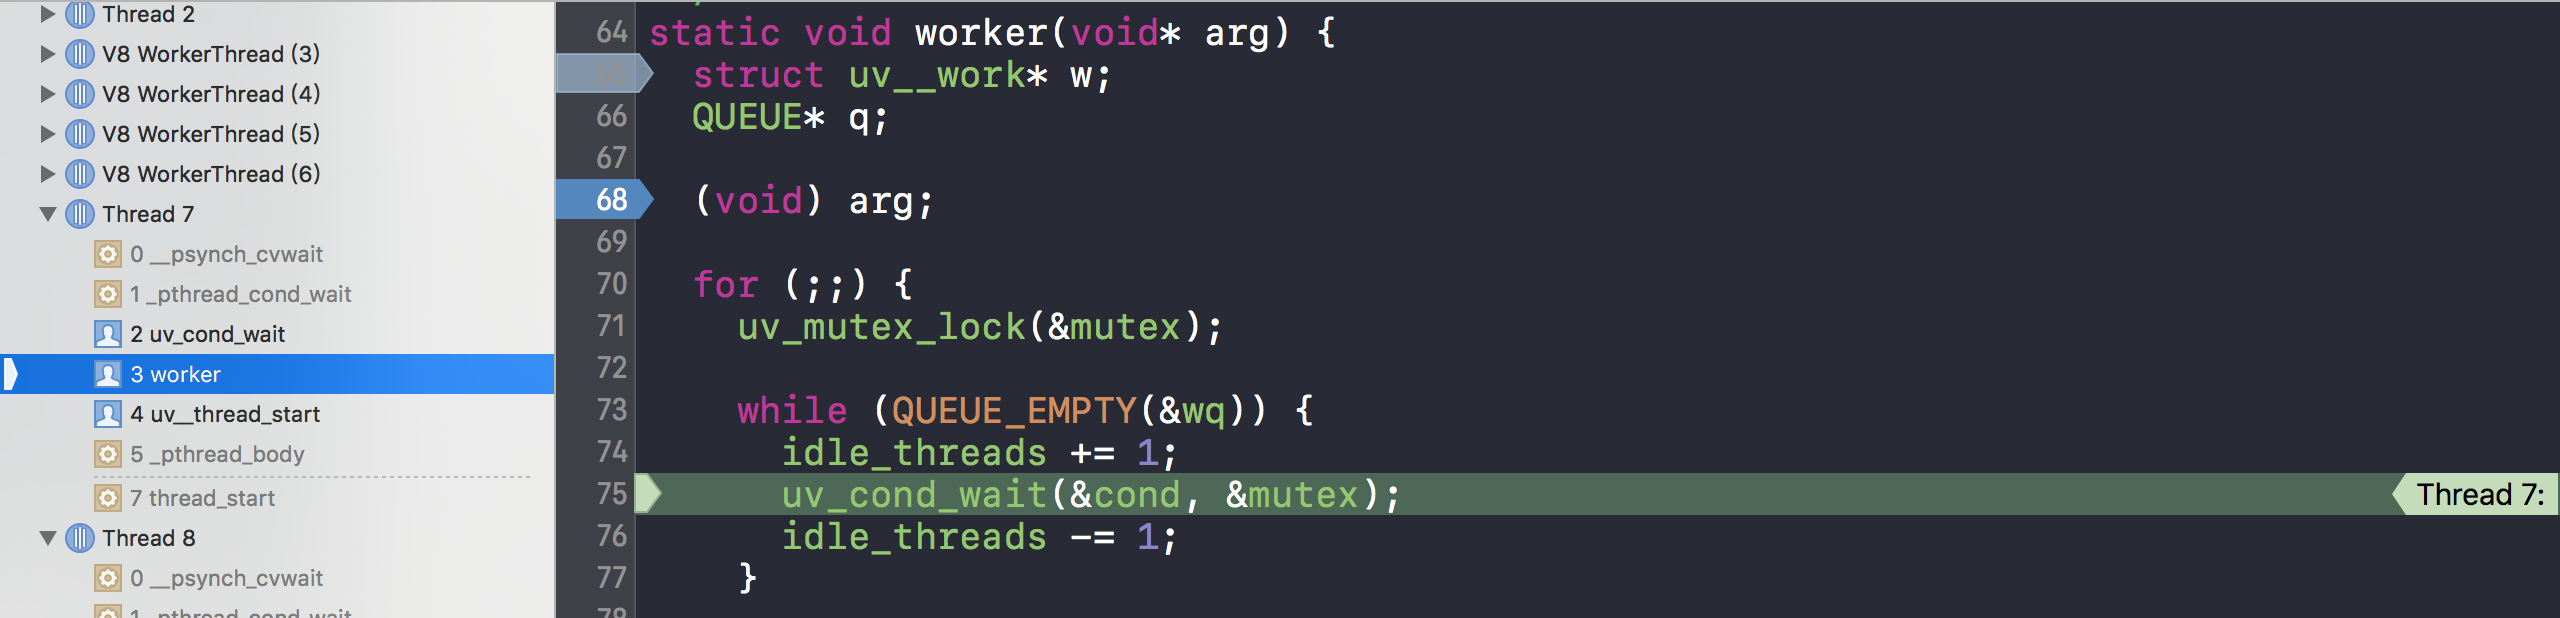 Thread 2
V8 WorkerThread (3)
V8 WorkerThread (4)
V8 WorkerThread (5)
V8 WorkerThread (6)
Thread 7
0 __psynch_cvwait
1 _pthread_cond_wait
2 uv_cond_wait
3 worker
4 uv__thread_start
5 _pthread_body
7 thread_start
Thread 8
0 __psynch_cvwait
1 _pthread_cond_wait
64 static void worker(void* arg) {
65 struct uv__work* w;
66 QUEUE* q;
67
68 (void) arg;
69
70 for (;;) {
71 uv_mutex_lock(&mutex);
72
73 while (QUEUE_EMPTY(&wq)) {
74 idle_threads += 1;
75 uv_cond_wait(&cond, &mutex); Thread 7:
76 idle_threads -= 1;
77 }
78